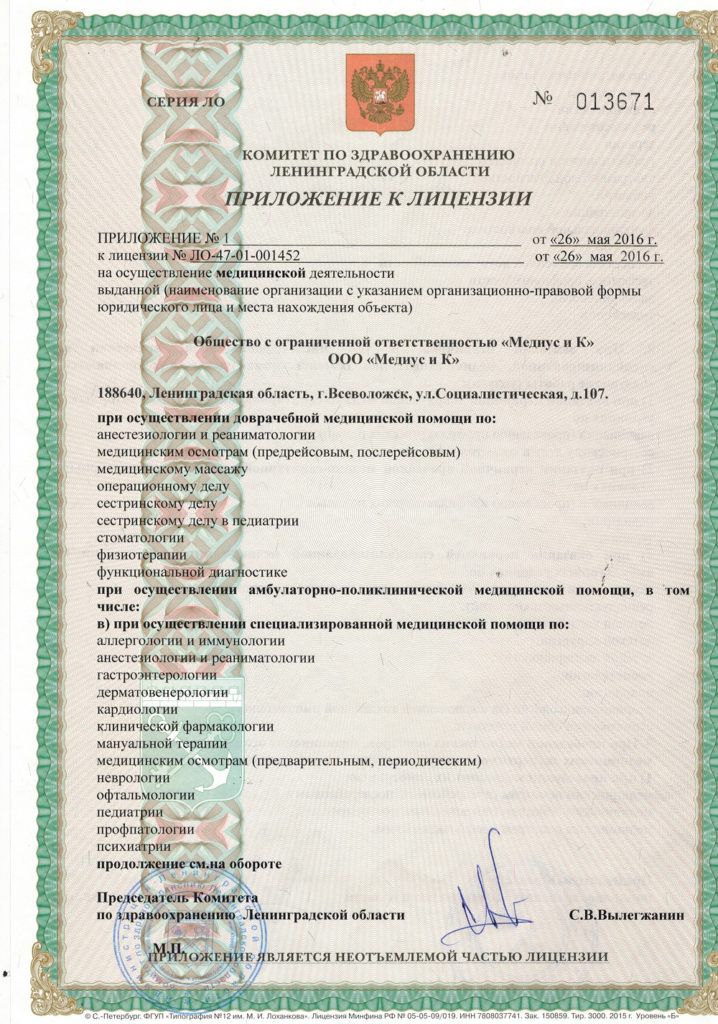 СЕРИЯ ЛО
№ 013671
КОМИТЕТ ПО ЗДРАВООХРАНЕНИЮ
ЛЕНИНГРАДСКОЙ ОБЛАСТИ
ПРИЛОЖЕНИЕ К ЛИЦЕНЗИИ
ПРИЛОЖЕНИЕ № 1 от «26» мая 2016 г.
к лицензии № ЛО-47-01-001452 от «26» мая 2016 г.
на осуществление медицинской деятельности
выданной (наименование организации с указанием организационно-правовой формы
юридического лица и места нахождения объекта)
Общество с ограниченной ответственностью «Медиус и К»
ООО «Медиус и К»
188640, Ленинградская область, г.Всеволожск, ул.Социалистическая, д.107.
при осуществлении доврачебной медицинской помощи по:
анестезиологии и реаниматологии
медицинским осмотрам (предрейсовым, послерейсовым)
медицинскому массажу
операционному делу
сестринскому делу
сестринскому делу в педиатрии
стоматологии
физиотерапии
функциональной диагностике
при осуществлении амбулаторно-поликлинической медицинской помощи, в том
числе:
в) при осуществлении специализированной медицинской помощи по:
аллергологии и иммунологии
анестезиологии и реаниматологии
гастроэнтерологии
дерматовенерологии
кардиологии
клинической фармакологии
мануальной терапии
медицинским осмотрам (предварительным, периодическим)
неврологии
офтальмологии
педиатрии
профпатологии
психиатрии
продолжение см.на обороте
Председатель Комитета
по здравоохранению Ленинградской области С.В.Вылегжанин
М.П.
ПРИЛОЖЕНИЕ ЯВЛЯЕТСЯ НЕОТЪЕМЛЕМОЙ ЧАСТЬЮ ЛИЦЕНЗИИ
© С.-Петербург. ФГУП «Типография №12 им. М. И. Лоханкова». Лицензия Минфина РФ № 05-05-09/019. ИНН 7808037741. Зак. 150859. Тир. 3000. 2015 г. Уровень «Б»